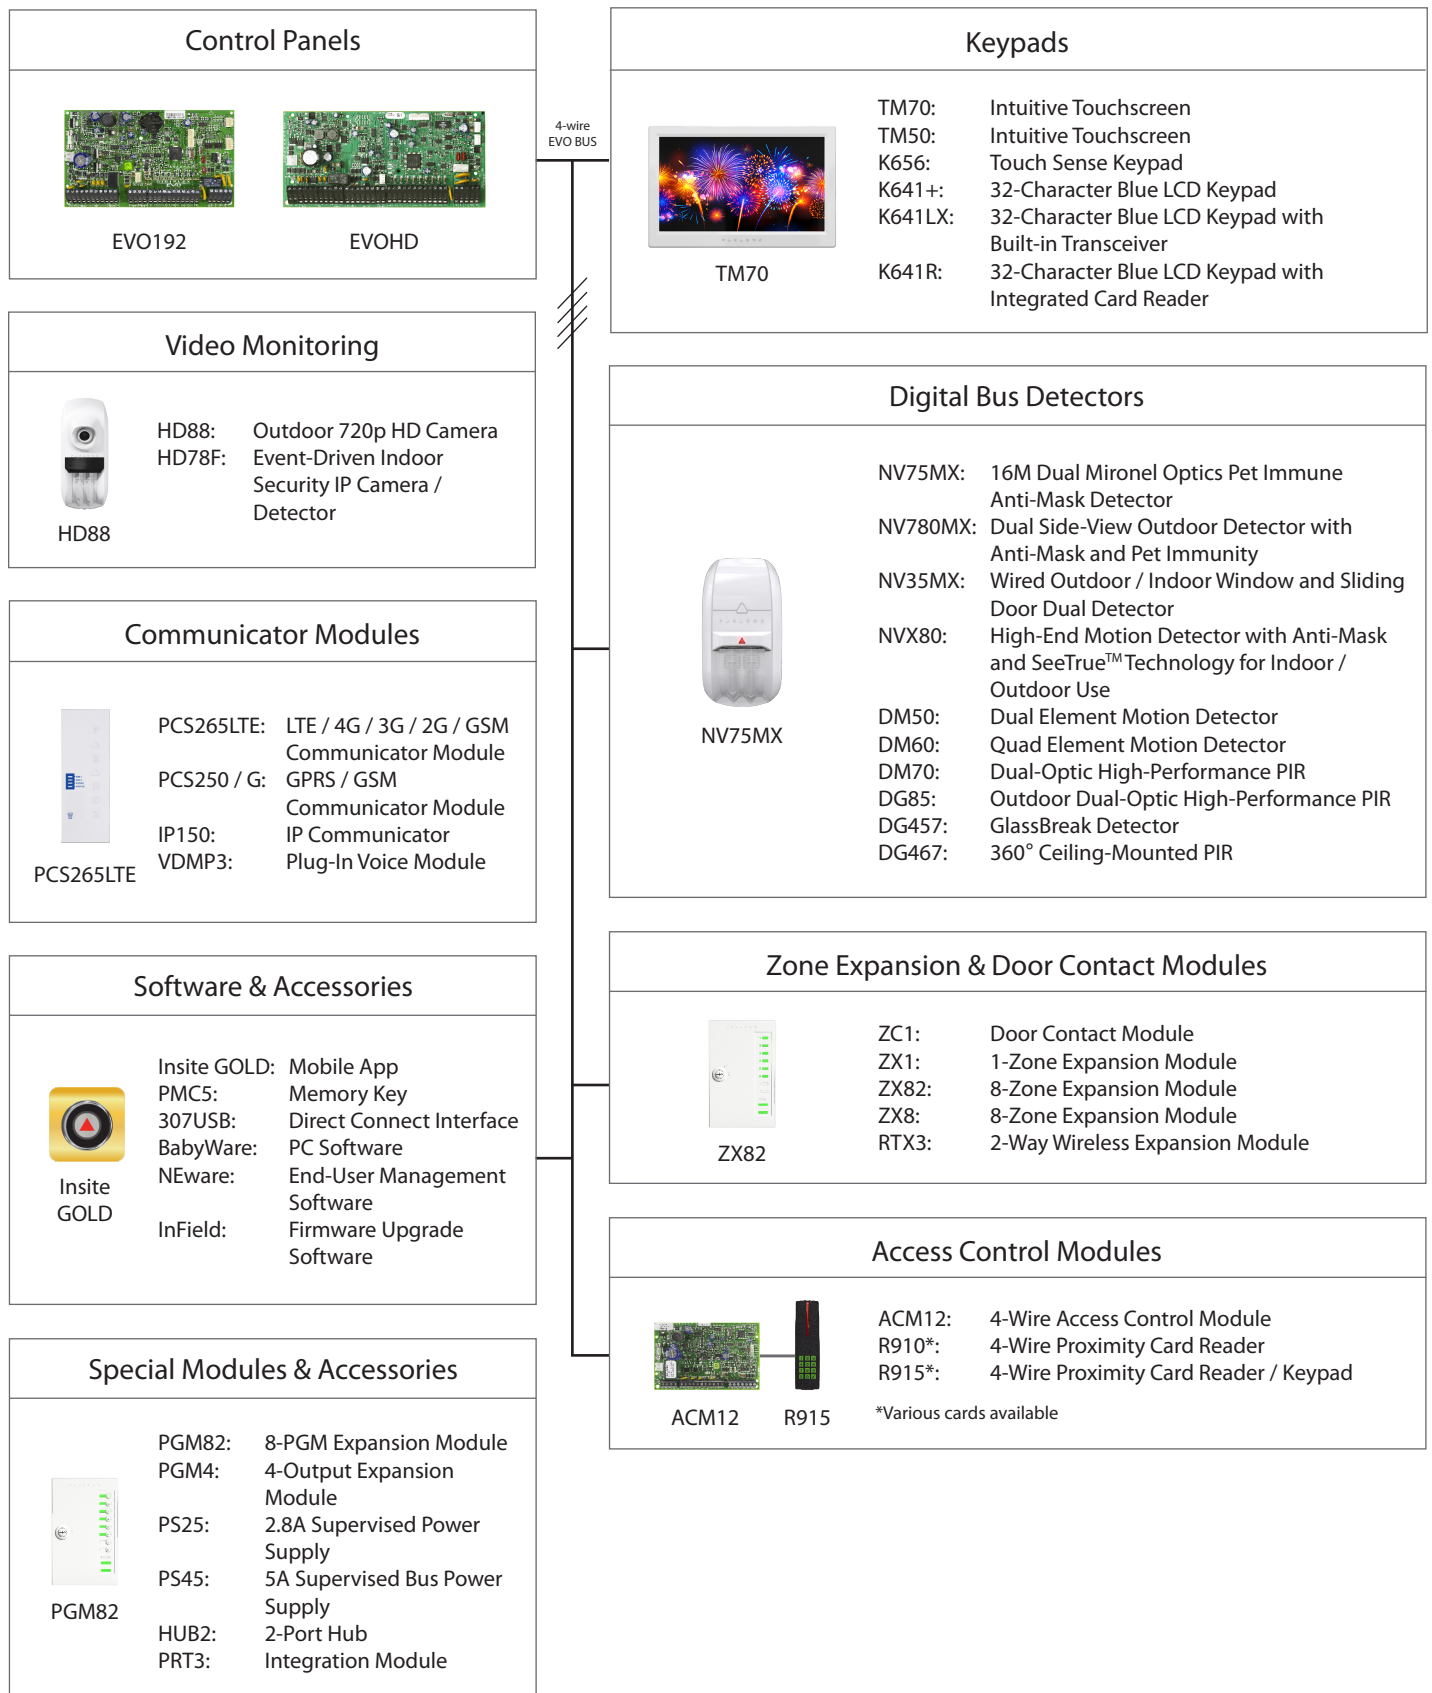 Control Panels
EVO192
EVOHD
4-wire
EVO BUS
Keypads
PARADOX
TM70
TM70: Intuitive Touchscreen
TM50: Intuitive Touchscreen
K656: Touch Sense Keypad
K641+: 32-Character Blue LCD Keypad
K641LX: 32-Character Blue LCD Keypad with
Built-in Transceiver
K641R: 32-Character Blue LCD Keypad with
Integrated Card Reader
Video Monitoring
HD88
HD88: Outdoor 720p HD Camera
HD78F: Event-Driven Indoor
Security IP Camera /
Detector
Digital Bus Detectors
PARADOX
NV75MX
NV75MX: 16M Dual Mironel Optics Pet Immune
Anti-Mask Detector
NV780MX: Dual Side-View Outdoor Detector with
Anti-Mask and Pet Immunity
NV35MX: Wired Outdoor / Indoor Window and Sliding
Door Dual Detector
NVX80: High-End Motion Detector with Anti-Mask
and SeeTrue™ Technology for Indoor /
Outdoor Use
DM50: Dual Element Motion Detector
DM60: Quad Element Motion Detector
DM70: Dual-Optic High-Performance PIR
DG85: Outdoor Dual-Optic High-Performance PIR
DG457: GlassBreak Detector
DG467: 360° Ceiling-Mounted PIR
Communicator Modules
PCS265LTE
PCS265LTE: LTE / 4G / 3G / 2G / GSM
Communicator Module
PCS250 / G: GPRS / GSM
Communicator Module
IP150: IP Communicator
VDMP3: Plug-In Voice Module
Zone Expansion & Door Contact Modules
ZX82
ZC1: Door Contact Module
ZX1: 1-Zone Expansion Module
ZX82: 8-Zone Expansion Module
ZX8: 8-Zone Expansion Module
RTX3: 2-Way Wireless Expansion Module
Software & Accessories
Insite
GOLD
Insite GOLD: Mobile App
PMC5: Memory Key
307USB: Direct Connect Interface
BabyWare: PC Software
NEware: End-User Management
Software
InField: Firmware Upgrade
Software
Access Control Modules
ACM12
R915
ACM12: 4-Wire Access Control Module
R910*: 4-Wire Proximity Card Reader
R915*: 4-Wire Proximity Card Reader / Keypad
*Various cards available
Special Modules & Accessories
PGM82
PGM82: 8-PGM Expansion Module
PGM4: 4-Output Expansion
Module
PS25: 2.8A Supervised Power
Supply
PS45: 5A Supervised Bus Power
Supply
HUB2: 2-Port Hub
PRT3: Integration Module